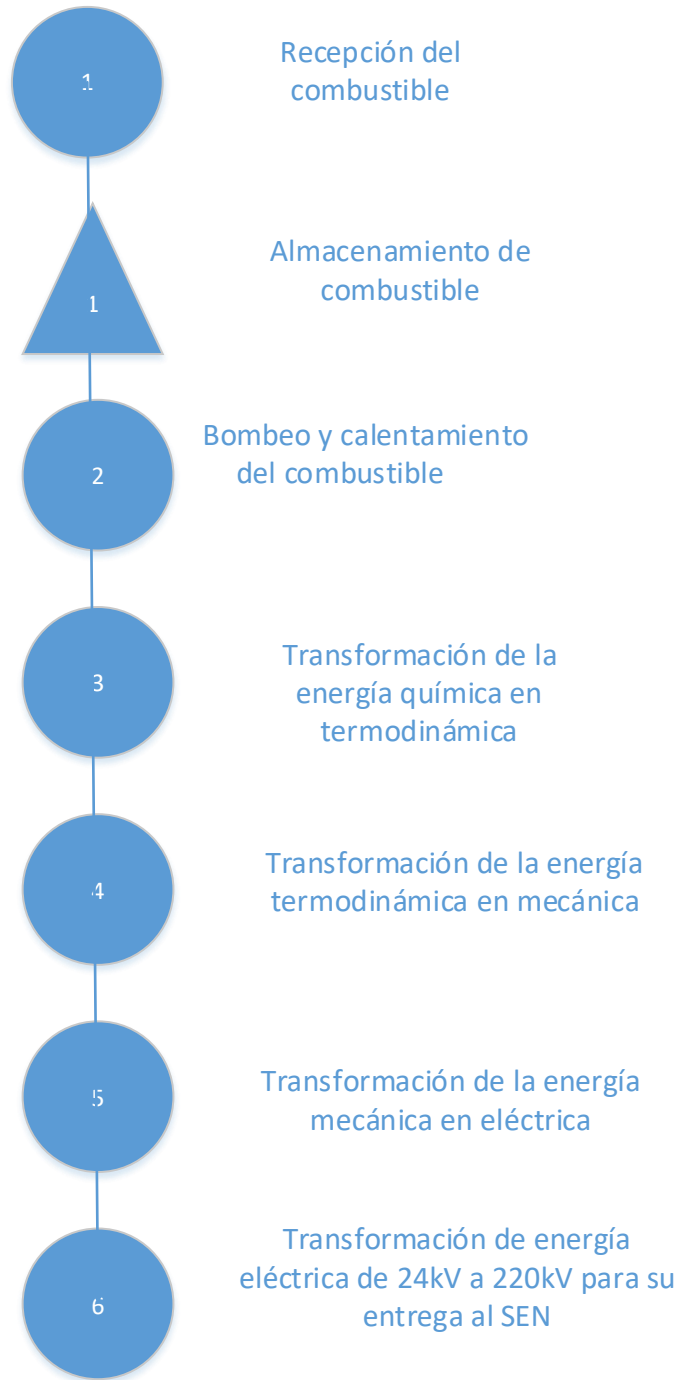 1
Recepción del
combustible
1
Almacenamiento de
combustible
2
Bombeo y calentamiento
del combustible
3
Transformación de la
energía química en
termodinámica
4
Transformación de la energía
termodinámica en mecánica
5
Transformación de la energía
mecánica en eléctrica
6
Transformación de energía
eléctrica de 24kV a 220kV para su
entrega al SEN